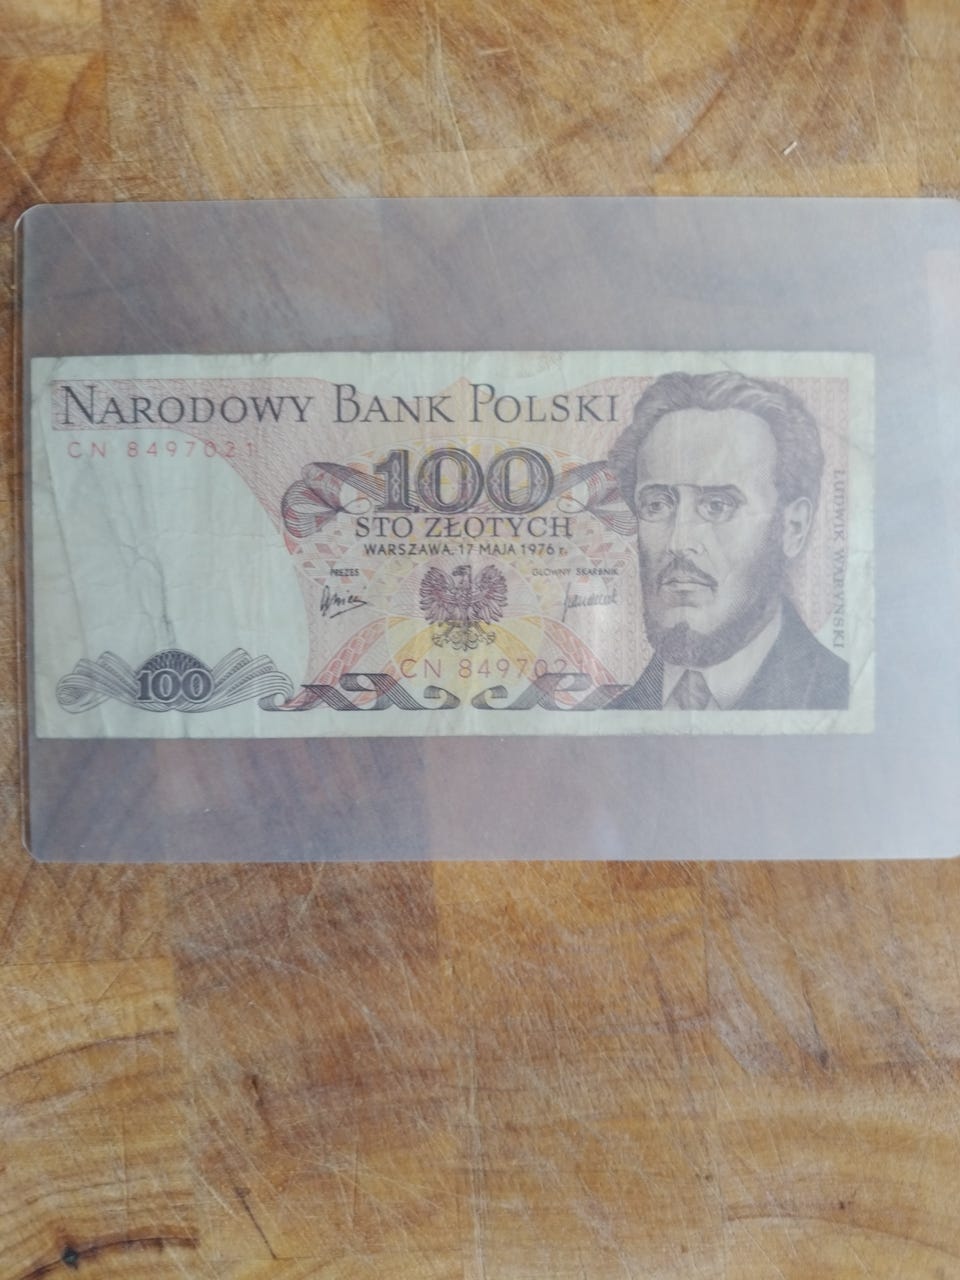 NARODOWY BANK POLSKI
CN 8497021
100
STO ZŁOTYCH
WARSZAWA, 17 MAJA 1976 r.
PREZES
GŁÓWNY SKARBNIK
CN 8497021
100
LUDWIK WARYŃSKI